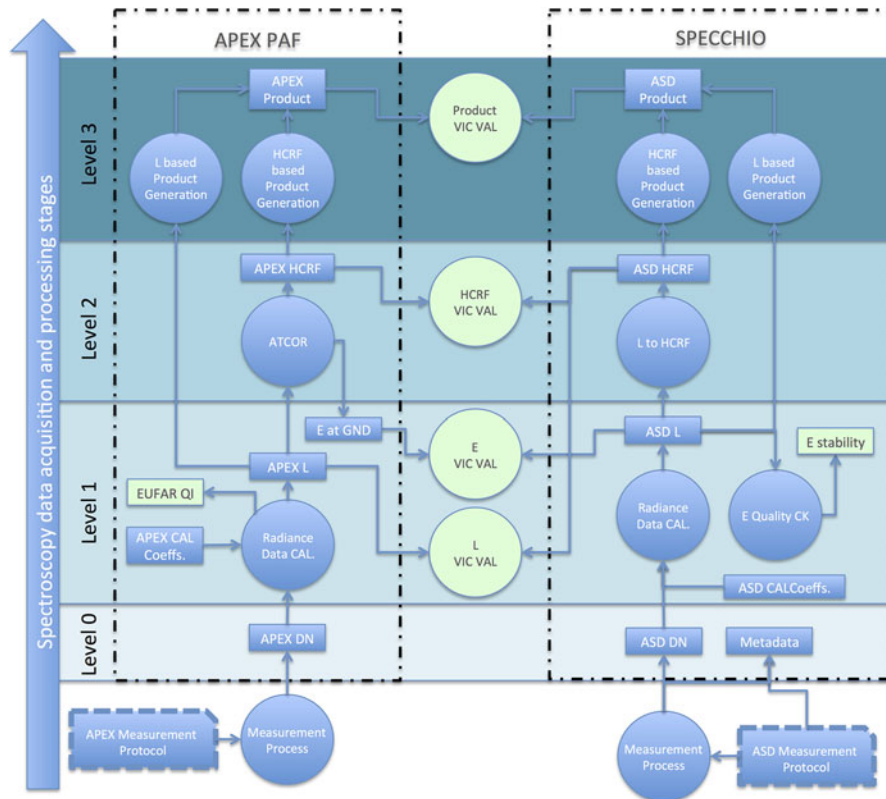 APEX PAF
SPECCHIO
Spectroscopy data acquisition and processing stages
Level 3
APEX
Product
Product
VIC VAL
ASD
Product
L based
Product
Generation
HCRF
based
Product
Generation
HCRF
based
Product
Generation
L based
Product
Generation
Level 2
APEX HCRF
HCRF
VIC VAL
ASD HCRF
ATCOR
L to HCRF
Level 1
E at GND
E
VIC VAL
ASD L
E stability
APEX L
EUFAR QI
APEX CAL
Coeffs.
Radiance
Data CAL.
L
VIC VAL
Radiance
Data CAL.
E Quality CK
ASD CALCoeffs.
Level 0
APEX DN
ASD DN
Metadata
APEX Measurement
Protocol
Measurement
Process
Measurement
Process
ASD Measurement
Protocol